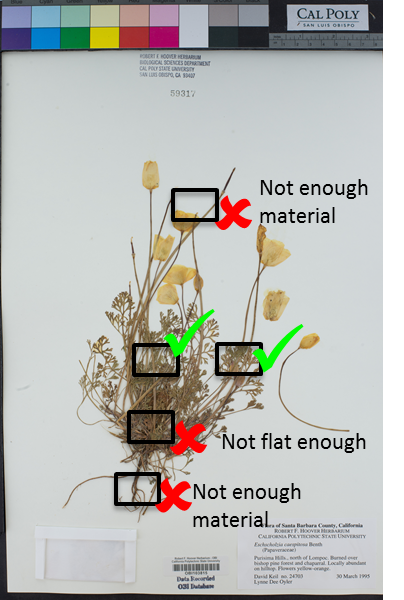 CAL POLY
SAN LUIS OBISPO
ROBERT F. HOOVER HERBARIUM
BIOLOGICAL SCIENCES DEPARTMENT
CAL POLY STATE UNIVERSITY
SAN LUIS OBISPO, CA 93407
59317
Not enough
material
Not flat enough
Not enough
material
ra of Santa Barbara County, California
ROBERT F. HOOVER HERBARIUM
CALIFORNIA POLYTECHNIC STATE UNIVERSITY
Eschscholzia caespitosa Benth
(Papaveraceae)
Purisima Hills, north of Lompoc. Burned over
bishop pine forest and chaparral. Locally abundant
on hilltop. Flowers yellow-orange.
David Keil no. 24703 30 March 1995
Lynne Dee Oyler
Data Recorded
OBI Database